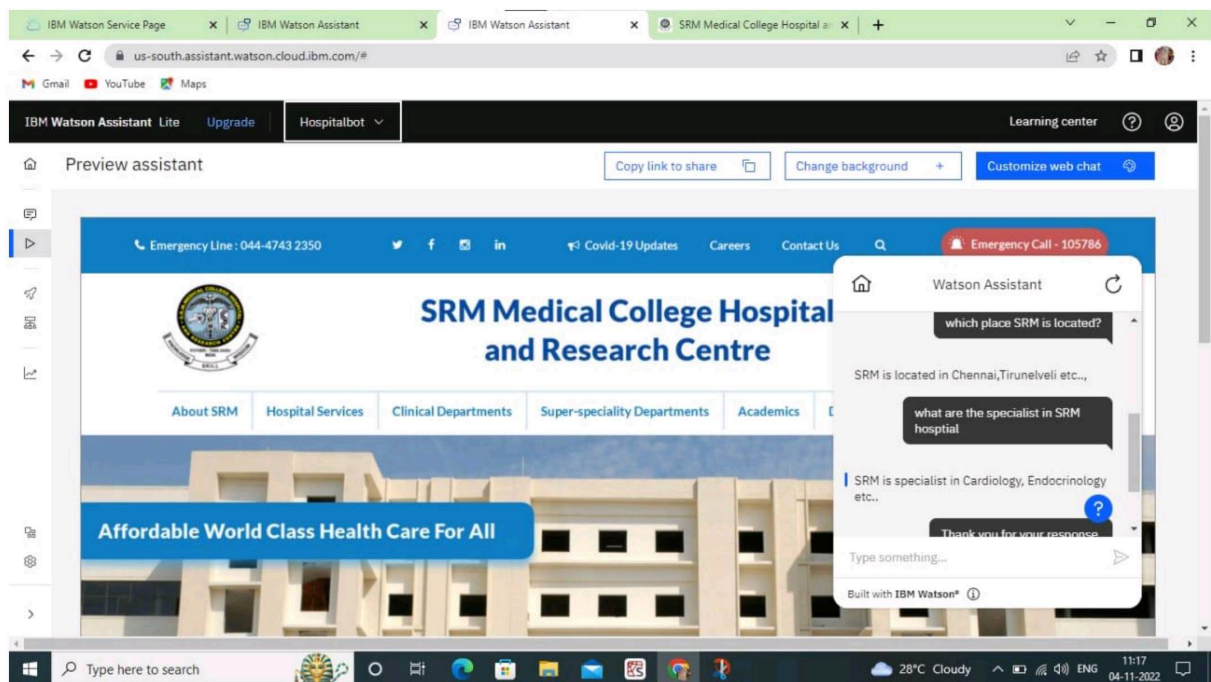 IBM Watson Service Page
IBM Watson Assistant
IBM Watson Assistant
SRM Medical College Hospital a
us-south.assistant.watson.cloud.ibm.com/#
Gmail YouTube Maps
IBM Watson Assistant Lite Upgrade Hospitalbot Learning center
Preview assistant Copy link to share Change background + Customize web chat
Emergency Line : 044-4743 2350 Covid-19 Updates Careers Contact Us Emergency Call - 105786
SRM Medical College Hospital
and Research Centre
About SRM Hospital Services Clinical Departments Super-speciality Departments Academics
Affordable World Class Health Care For All
Watson Assistant
which place SRM is located?
SRM is located in Chennai,Tirunelveli etc..,
what are the specialist in SRM
hosptial
SRM is specialist in Cardiology, Endocrinology
etc..
Thank you for your response
Type something...
Built with IBM Watson®
Type here to search
28°C Cloudy ENG 11:17
04-11-2022